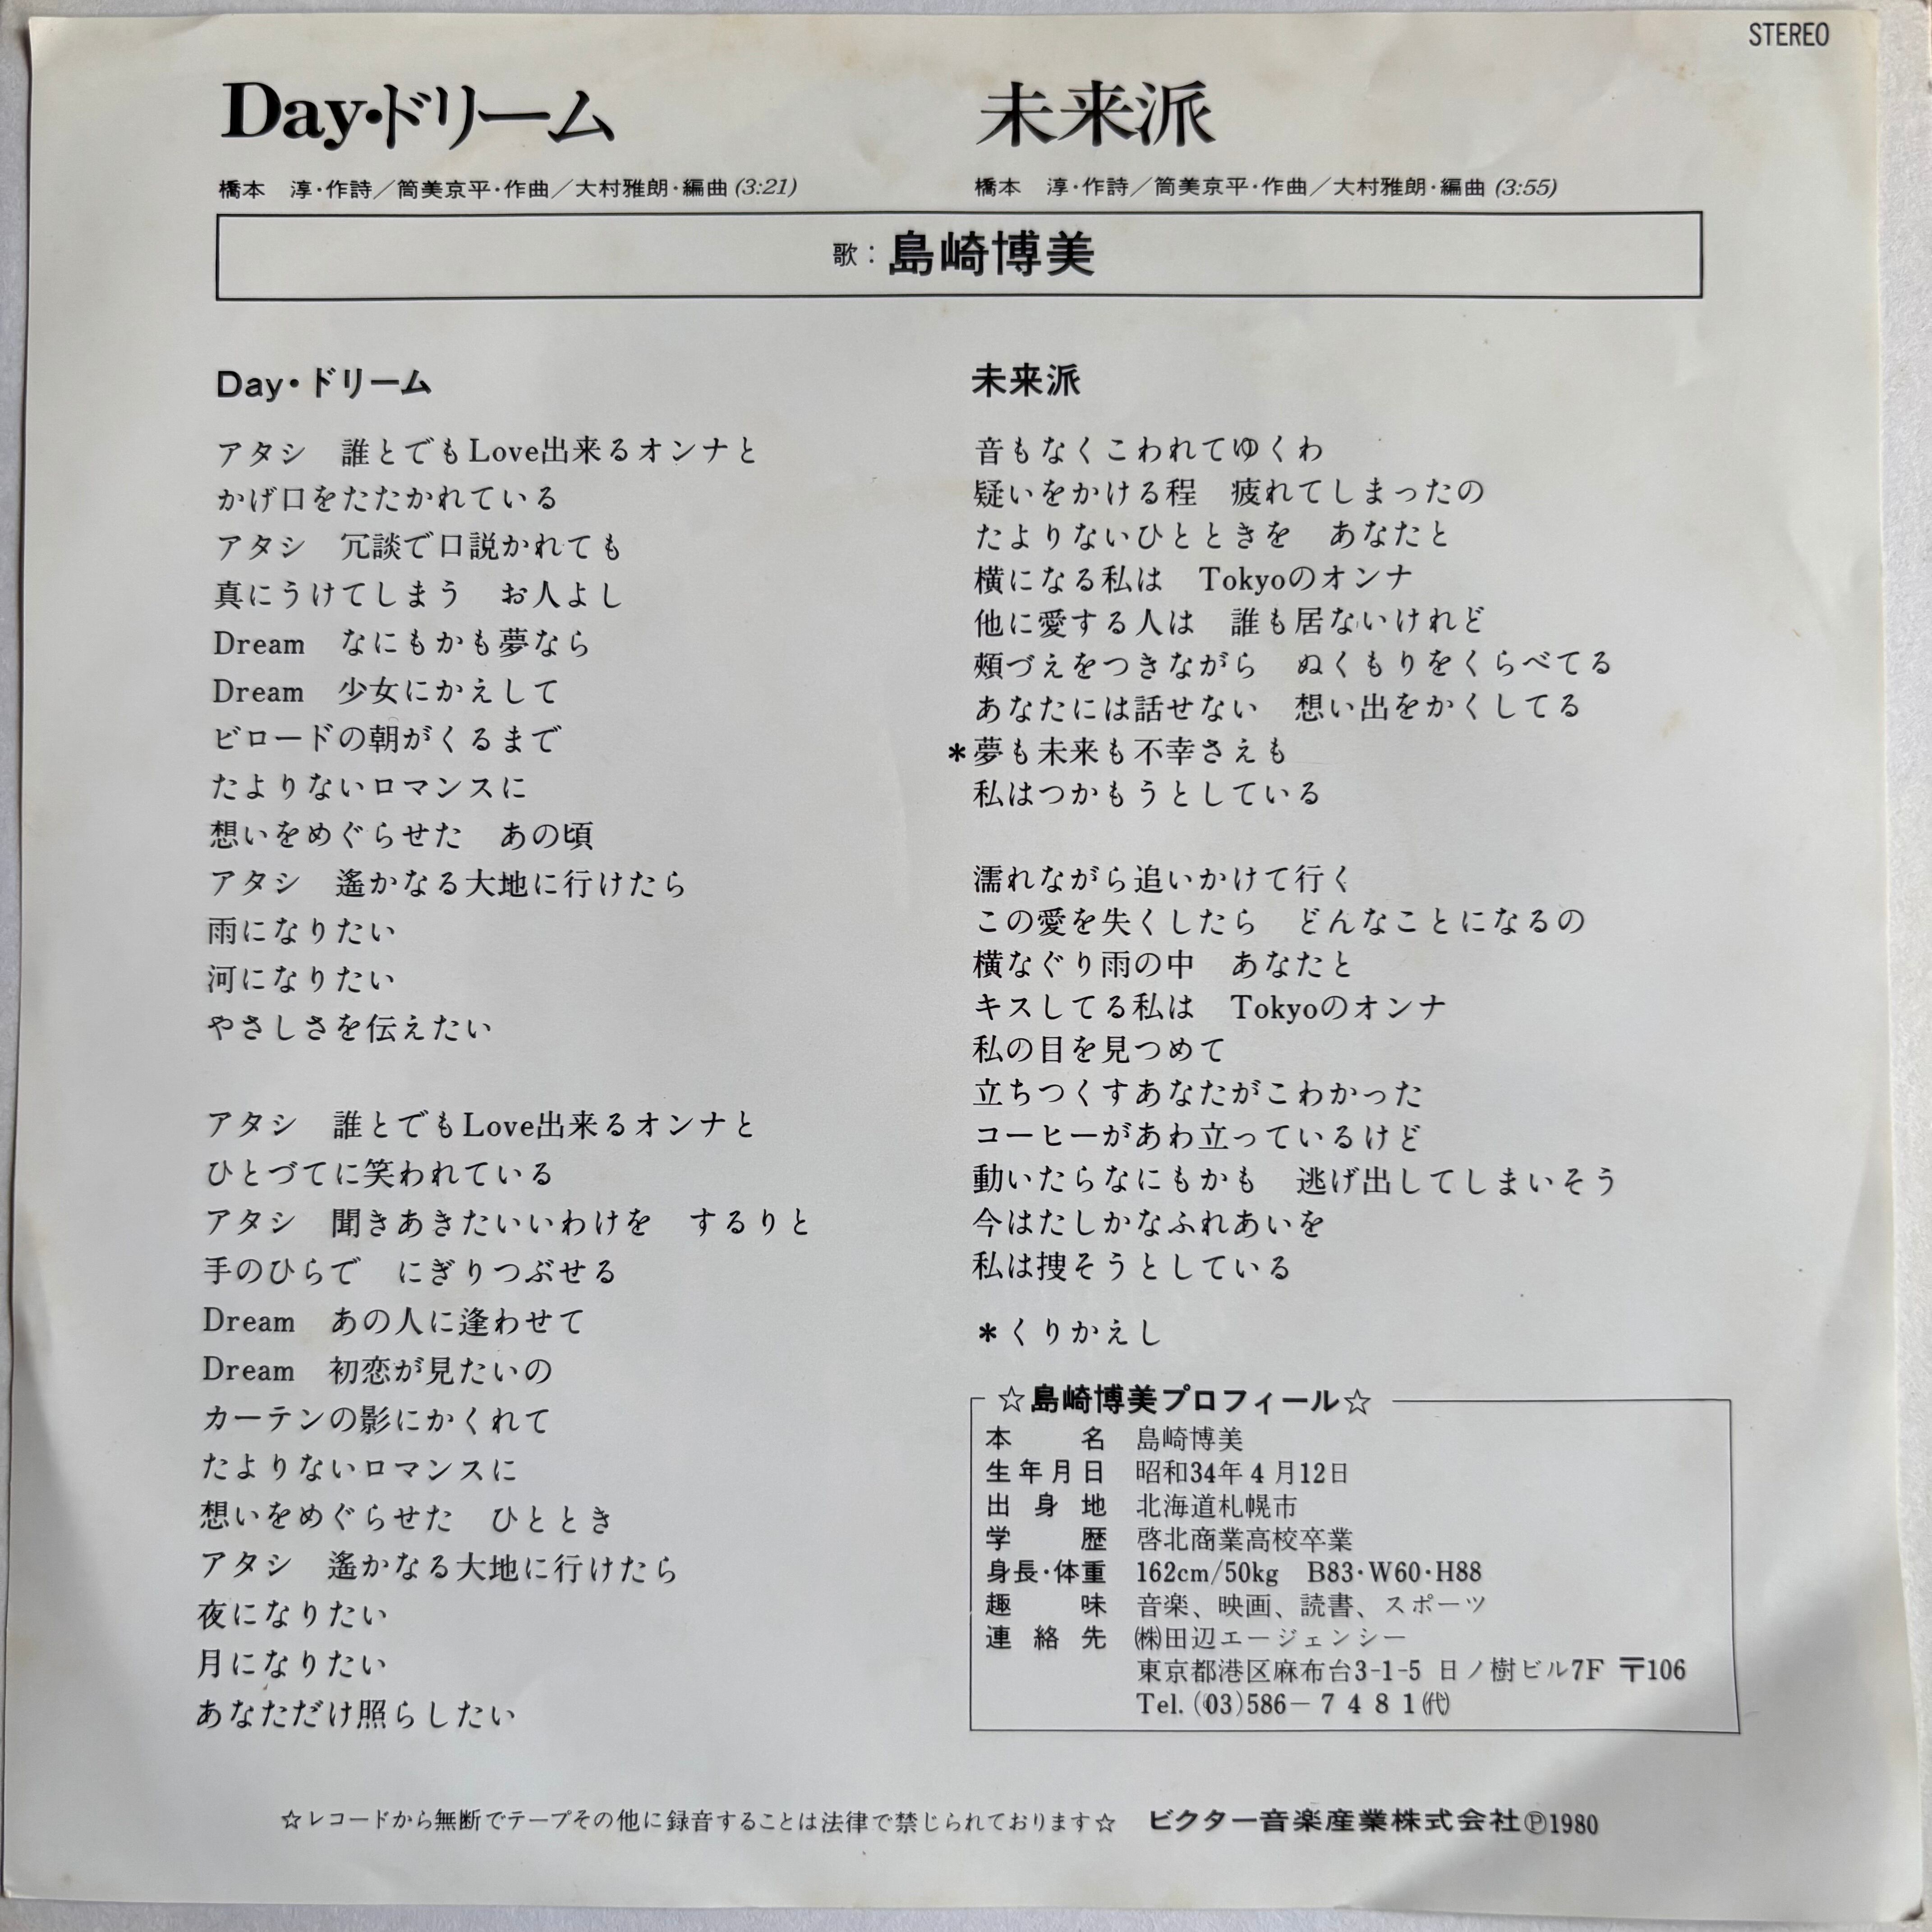 STEREO
Day・ドリーム
橋本　淳・作詩／筒美京平・作曲／大村雅朗・編曲 (3:21)
未来派
橋本　淳・作詩／筒美京平・作曲／大村雅朗・編曲 (3:55)
歌：島崎博美
Day・ドリーム
アタシ　誰とでもLove出来るオンナと
かげ口をたたかれている
アタシ　冗談で口説かれても
真にうけてしまう　お人よし
Dream　なにもかも夢なら
Dream　少女にかえして
ビロードの朝がくるまで
たよりないロマンスに
想いをめぐらせた　あの頃
アタシ　遙かなる大地に行けたら
雨になりたい
河になりたい
やさしさを伝えたい
アタシ　誰とでもLove出来るオンナと
ひとづてに笑われている
アタシ　聞きあきたいいわけを　するりと
手のひらで　にぎりつぶせる
Dream　あの人に逢わせて
Dream　初恋が見たいの
カーテンの影にかくれて
たよりないロマンスに
想いをめぐらせた　ひととき
アタシ　遙かなる大地に行けたら
夜になりたい
月になりたい
あなただけ照らしたい
未来派
音もなくこわれてゆくわ
疑いをかける程　疲れてしまったの
たよりないひとときを　あなたと
横になる私は　Tokyoのオンナ
他に愛する人は　誰も居ないけれど
頰づえをつきながら　ぬくもりをくらべてる
あなたには話せない　想い出をかくしてる
＊夢も未来も不幸さえも
私はつかもうとしている
濡れながら追いかけて行く
この愛を失くしたら　どんなことになるの
横なぐり雨の中　あなたと
キスしてる私は　Tokyoのオンナ
私の目を見つめて
立ちつくすあなたがこわかった
コーヒーがあわ立っているけど
動いたらなにもかも　逃げ出してしまいそう
今はたしかなふれあいを
私は捜そうとしている
＊くりかえし
☆島崎博美プロフィール☆
本名　島崎博美
生年月日　昭和34年4月12日
出身地　北海道札幌市
学歴　啓北商業高校卒業
身長・体重　162cm/50kg　B83・W60・H88
趣味　音楽、映画、読書、スポーツ
連絡先　㈱田辺エージェンシー
東京都港区麻布台3-1-5 日ノ樹ビル7F 〒106
Tel.(03)586－7481㈹
☆レコードから無断でテープその他に録音することは法律で禁じられております☆　ビクター音楽産業株式会社Ⓟ1980